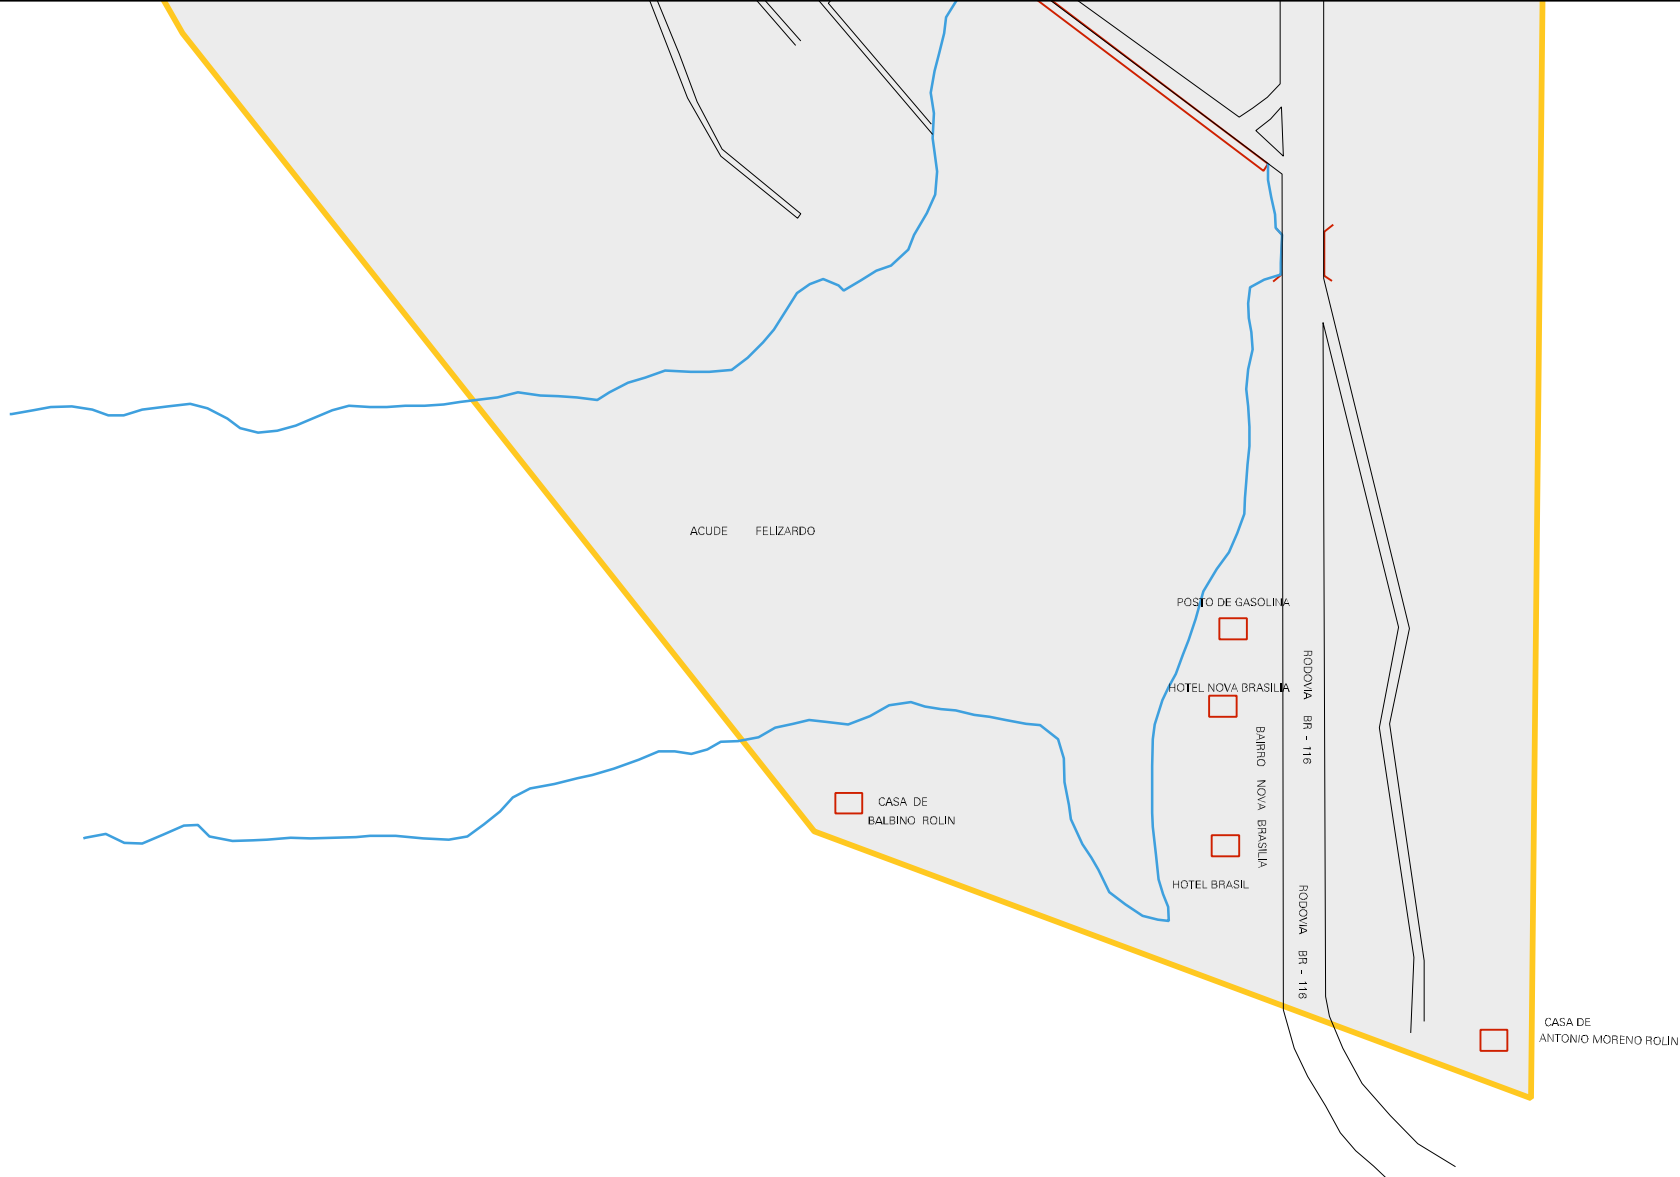 ACUDE FELIZARDO
POSTO DE GASOLINA
HOTEL NOVA BRASILIA
RODOVIA BR - 116
BAIRRO NOVA BRASILIA
CASA DE
BALBINO ROLIN
HOTEL BRASIL
RODOVIA BR - 116
CASA DE
ANTONIO MORENO ROLIN